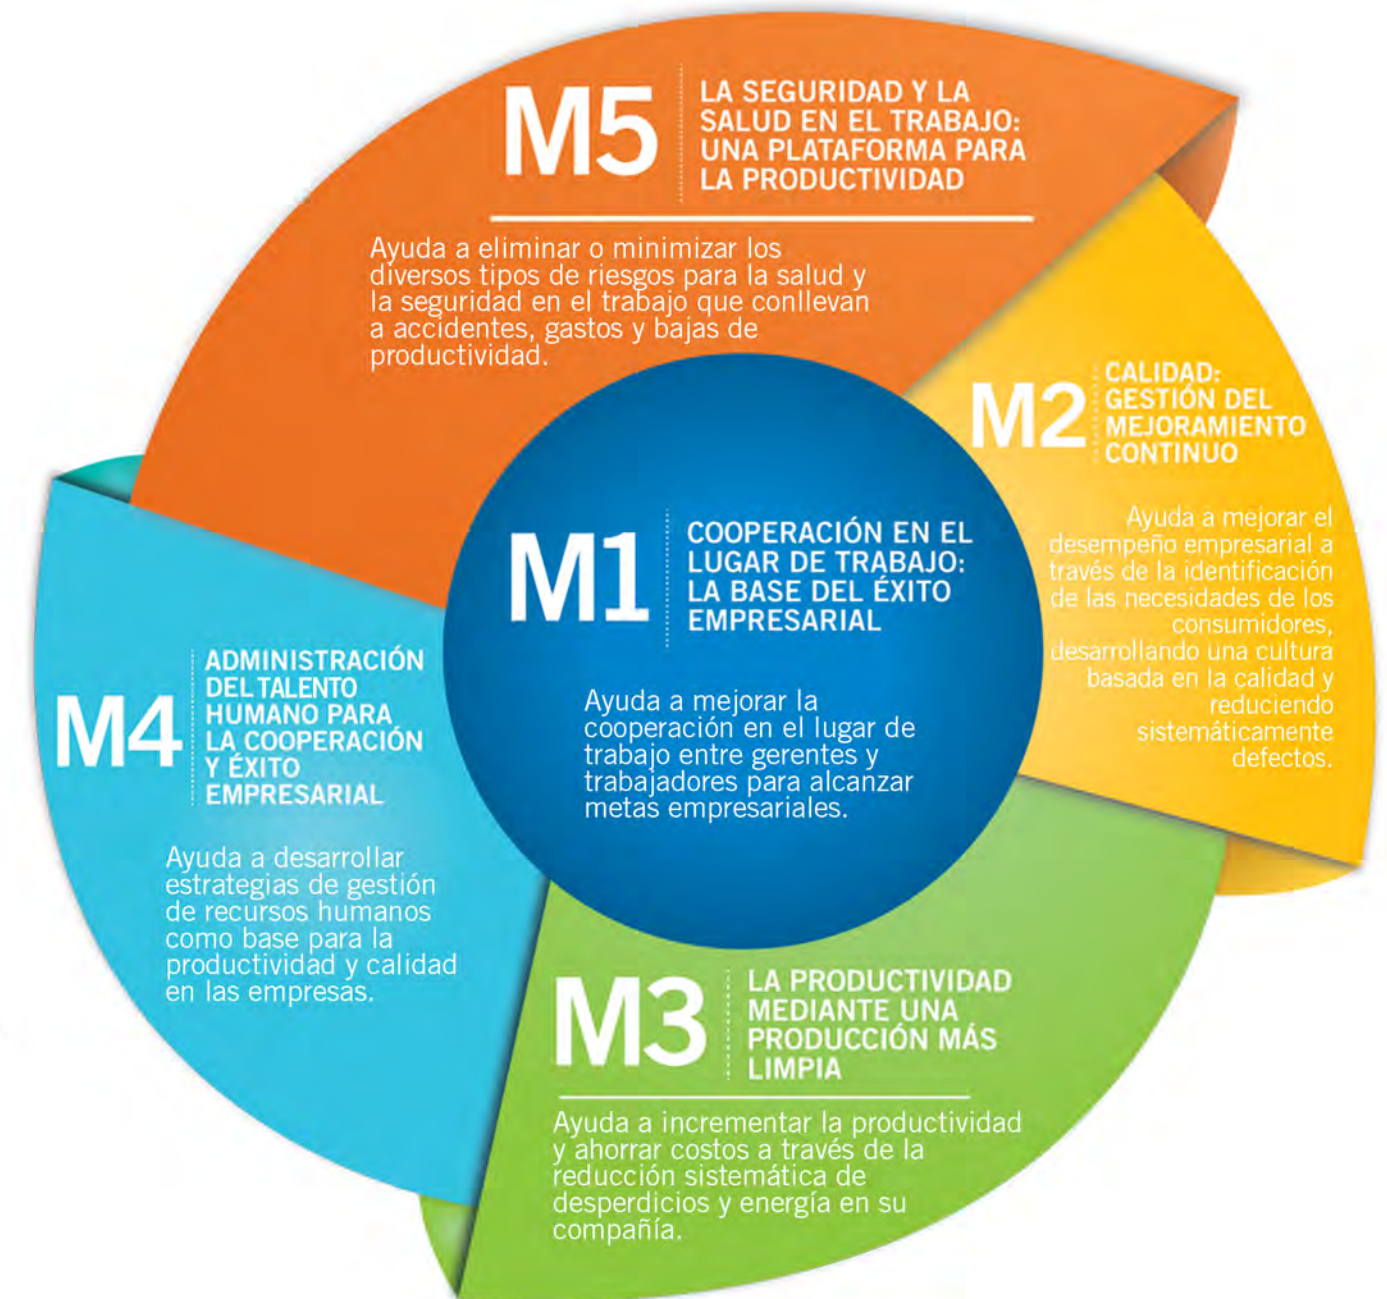 M5
LA SEGURIDAD Y LA
SALUD EN EL TRABAJO:
UNA PLATAFORMA PARA
LA PRODUCTIVIDAD
Ayuda a eliminar o minimizar los
diversos tipos de riesgos para la salud y
la seguridad en el trabajo que conllevan
a accidentes, gastos y bajas de
productividad.
M2
CALIDAD:
GESTIÓN DEL
MEJORAMIENTO
CONTINUO
Ayuda a mejorar el
desempeño empresarial a
través de la identificación
de las necesidades de los
consumidores,
desarrollando una cultura
basada en la calidad y
reduciendo
sistemáticamente
defectos.
M1
COOPERACIÓN EN EL
LUGAR DE TRABAJO:
LA BASE DEL ÉXITO
EMPRESARIAL
Ayuda a mejorar la
cooperación en el lugar de
trabajo entre gerentes y
trabajadores para alcanzar
metas empresariales.
M4
ADMINISTRACIÓN
DEL TALENTO
HUMANO PARA
LA COOPERACIÓN
Y ÉXITO
EMPRESARIAL
Ayuda a desarrollar
estrategias de gestión
de recursos humanos
como base para la
productividad y calidad
en las empresas.
M3
LA PRODUCTIVIDAD
MEDIANTE UNA
PRODUCCIÓN MÁS
LIMPIA
Ayuda a incrementar la productividad
y ahorrar costos a través de la
reducción sistemática de
desperdicios y energía en su
compañía.